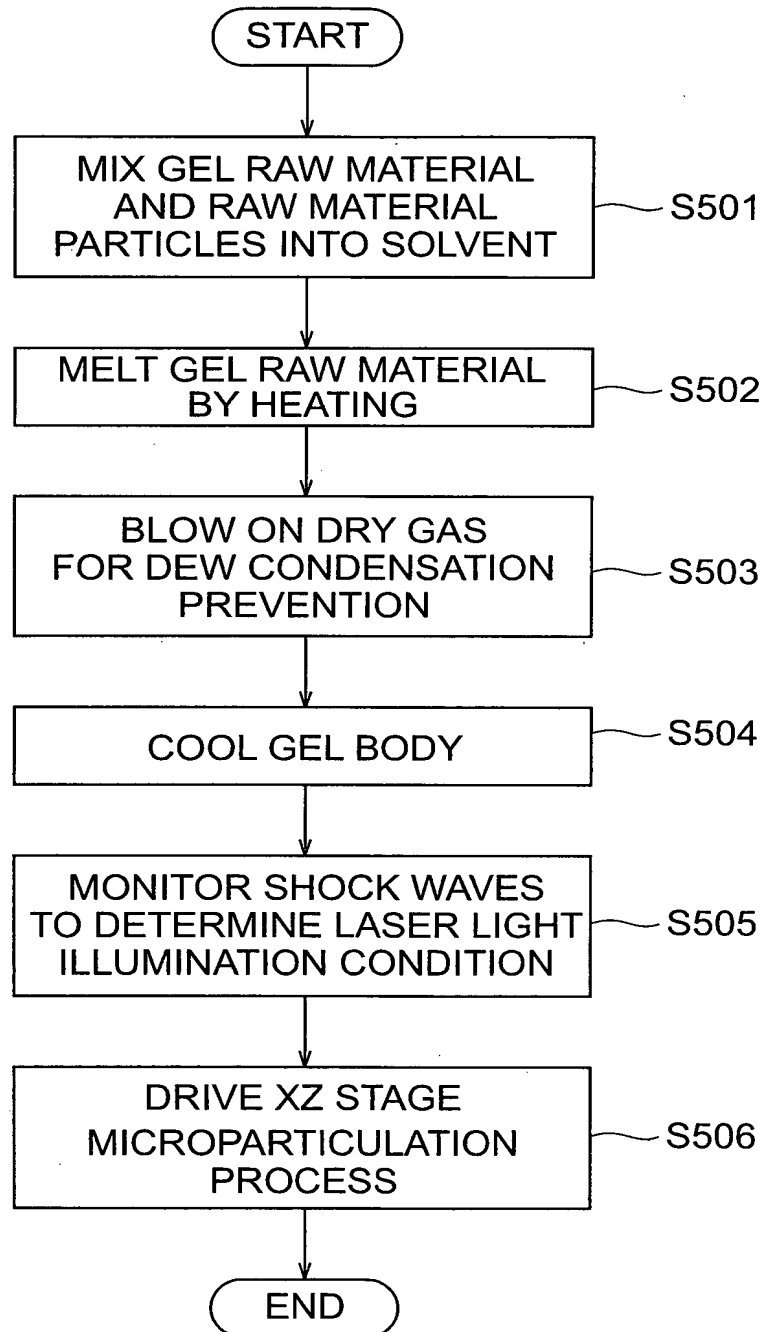 START
MIX GEL RAW MATERIAL
AND RAW MATERIAL
PARTICLES INTO SOLVENT
S501
MELT GEL RAW MATERIAL
BY HEATING
S502
BLOW ON DRY GAS
FOR DEW CONDENSATION
PREVENTION
S503
COOL GEL BODY
S504
MONITOR SHOCK WAVES
TO DETERMINE LASER LIGHT
ILLUMINATION CONDITION
S505
DRIVE XZ STAGE
MICROPARTICULATION
PROCESS
S506
END